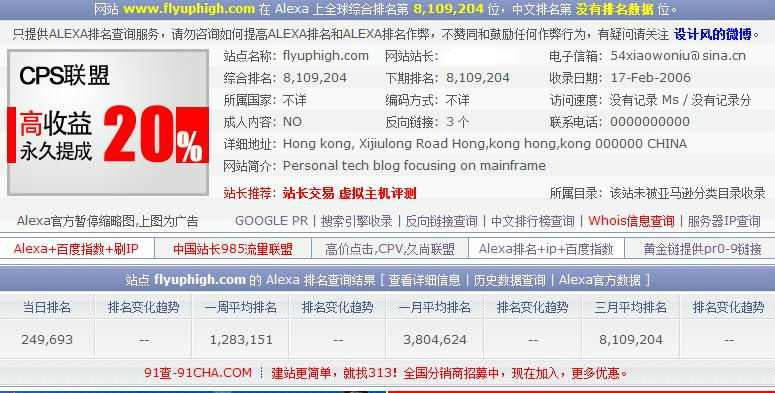 网站 www.flyuphigh.com 在 Alexa 上全球综合排名第 8,109,204 位，中文排名第 没有排名数据 位。
只提供ALEXA排名查询服务，请勿咨询如何提高ALEXA排名和ALEXA排名作弊，不赞同和鼓励任何作弊行为，有疑问请关注 设计风的微博。
CPS联盟
高收益
永久提成
20%
站点名称： flyuphigh.com 网站站长： 电子信箱： 54xiaowoniu@sina.cn
综合排名： 8,109,204 下期排名： 8,109,204 收录日期： 17-Feb-2006
所属国家： 不详 编码方式： 不详 访问速度： 没有记录 Ms / 没有记录分
成人内容： NO 反向链接： 3 个 联系电话： 0000000000
详细地址： Hong kong, Xijiulong Road Hong,kong hong,kong 000000 CHINA
网站简介： Personal tech blog focusing on mainframe
站长推荐： 站长交易 虚拟主机评测 所属目录： 该站未被亚马逊分类目录收录
Alexa官方暂停缩略图,上图为广告 GOOGLE PR | 搜索引擎收录 | 反向链接查询 | 中文排行榜查询 | Whois信息查询 | 服务器IP查询
Alexa+百度指数+刷IP 中国站长985流量联盟 高价点击,CPV,久尚联盟 Alexa排名+ip+百度指数 黄金链提供pr0-9链接
站点 flyuphigh.com 的 Alexa 排名查询结果 [ 查看详细信息 | 历史数据查询 | Alexa官方数据 ]
当日排名 排名变化趋势 一周平均排名 排名变化趋势 一月平均排名 排名变化趋势 三月平均排名 排名变化趋势
249,693 -- 1,283,151 -- 3,804,624 -- 8,109,204 --
91查-91CHA.COM ┆ 建站更简单，就找313！全国分销商招募中，现在加入，更多优惠。